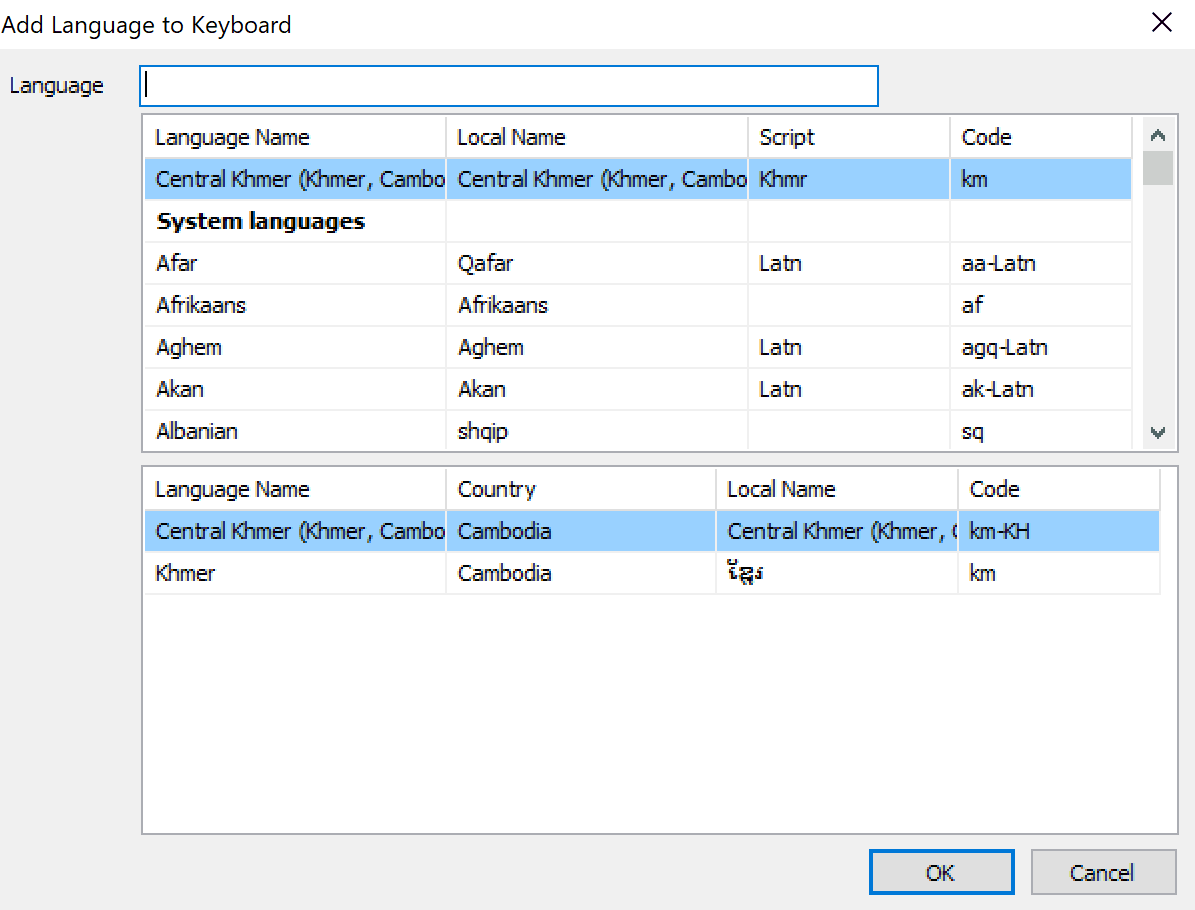 Add Language to Keyboard
Language
Language Name Local Name Script Code
Central Khmer (Khmer, Cambo Central Khmer (Khmer, Cambo Khmr km
System languages
Afar Qafar Latn aa-Latn
Afrikaans Afrikaans af
Aghem Aghem Latn agq-Latn
Akan Akan Latn ak-Latn
Albanian shqip sq
Language Name Country Local Name Code
Central Khmer (Khmer, Cambo Cambodia Central Khmer (Khmer, C km-KH
Khmer Cambodia ខ្មែរ km
OK Cancel